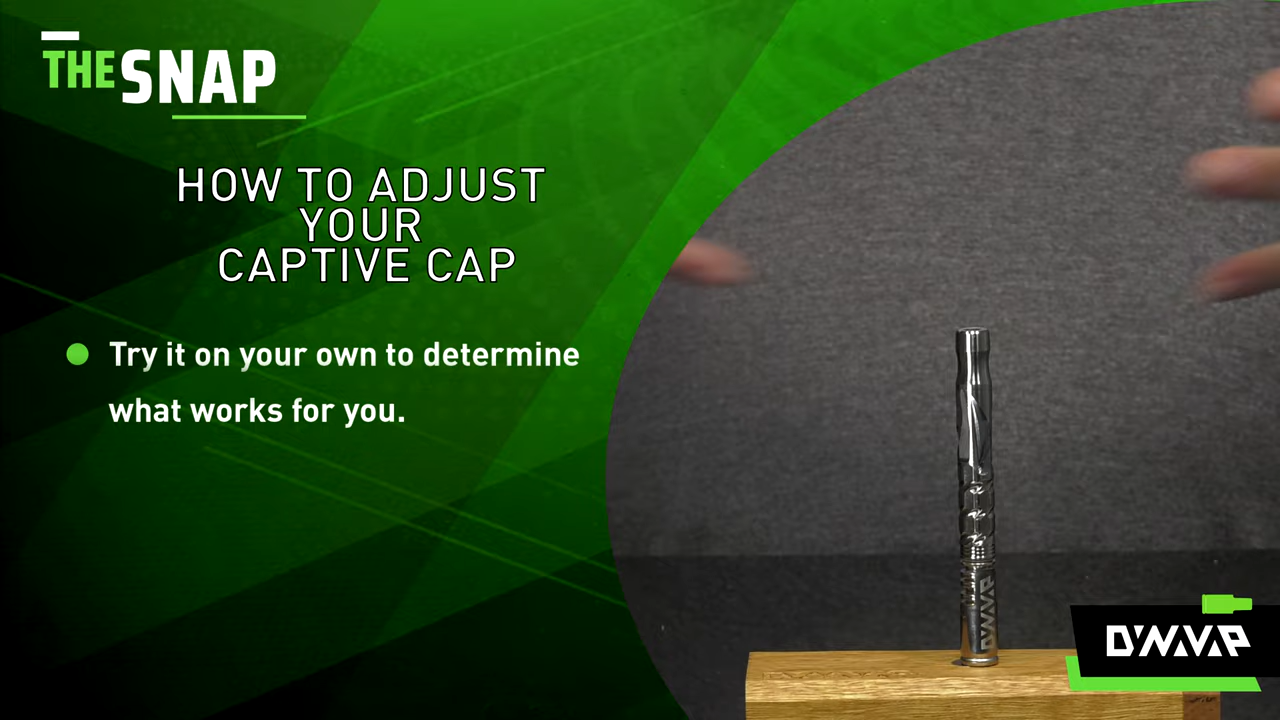 THE SNAP
HOW TO ADJUST
YOUR
CAPTIVE CAP
Try it on your own to determine
what works for you.
DYNAVAP
DYNAVAP